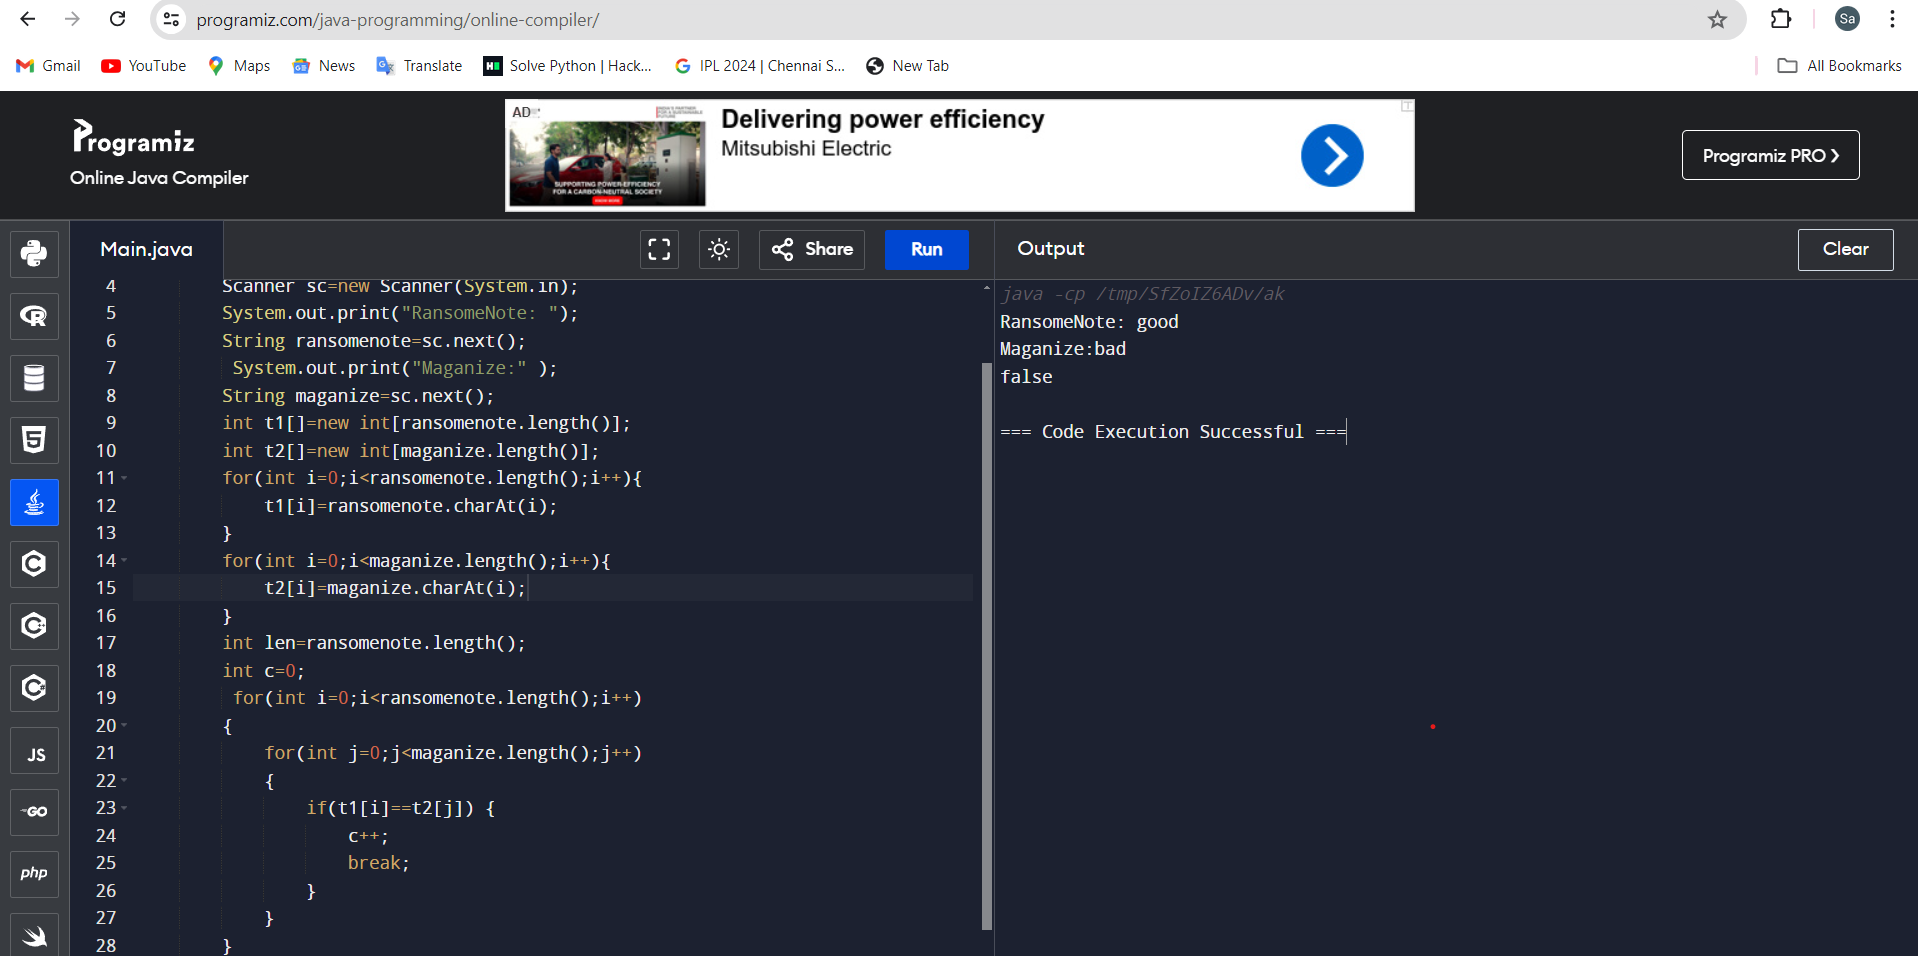 programiz.com/java-programming/online-compiler/
Sa
Gmail
YouTube
Maps
News
Translate
Solve Python | Hack...
IPL 2024 | Chennai S...
New Tab
All Bookmarks
Programiz
Online Java Compiler
AD
SUPPORTING POWER-EFFICIENCY
FOR A CARBON-NEUTRAL SOCIETY
KNOW MORE
Delivering power efficiency
Mitsubishi Electric
Programiz PRO
Main.java
Share
Run
Output
Clear
4 Scanner sc=new Scanner(System.in);
5 System.out.print("RansomeNote: ");
6 String ransomenote=sc.next();
7 System.out.print("Maganize:" );
8 String maganize=sc.next();
9 int t1[]=new int[ransomenote.length()];
10 int t2[]=new int[maganize.length()];
11 for(int i=0;i<ransomenote.length();i++){
12 t1[i]=ransomenote.charAt(i);
13 }
14 for(int i=0;i<maganize.length();i++){
15 t2[i]=maganize.charAt(i);
16 }
17 int len=ransomenote.length();
18 int c=0;
19 for(int i=0;i<ransomenote.length();i++)
20 {
21 for(int j=0;j<maganize.length();j++)
22 {
23 if(t1[i]==t2[j]) {
24 c++;
25 break;
26 }
27 }
28 }
java -cp /tmp/SfZoIZ6ADv/ak
RansomeNote: good
Maganize:bad
false
=== Code Execution Successful ===
R
5
C
C
C
JS
GO
php